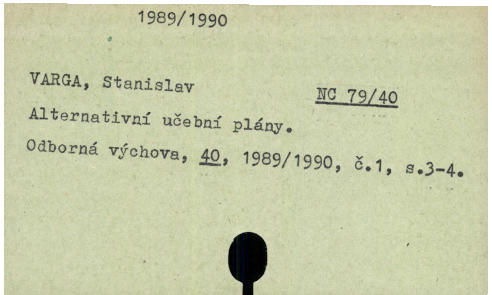 1989/1990
VARGA, Stanislav
NC 79/40
Alternativní učební plány.
Odborná výchova, 40, 1989/1990, č.1, s.3-4.